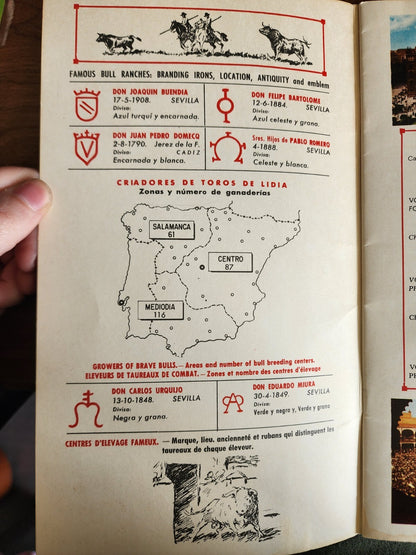 FAMOUS BULL RANCHES: BRANDING IRONS, LOCATION, ANTIQUITY and emblem
DON JOAQUIN BUENDIA
17-5-1908. SEVILLA
Divisa:
Azul turquí y encarnada.
DON FELIPE BARTOLOME
12-6-1884. SEVILLA
Divisa:
Azul celeste y grana.
DON JUAN PEDRO DOMECQ
2-8-1790. Jerez de la F.
Divisa: CADIZ
Encarnada y blanca.
Sres. Hijos de PABLO ROMERO
4-1888. SEVILLA
Divisa:
Celeste y blanca.
CRIADORES DE TOROS DE LIDIA
Zonas y número de ganaderías
SALAMANCA
61
CENTRO
87
MEDIODIA
116
GROWERS OF BRAVE BULLS.— Areas and number of bull breeding centers.
ELEVEURS DE TAUREAUX DE COMBAT. – Zones et nombre des centres d'élevage
DON CARLOS URQUIJO
13-10-1848. SEVILLA
Divisa:
Negra y grana.
DON EDUARDO MIURA
30-4-1849. SEVILLA
Divisa:
Verde y negra y, Verde y grana
CENTRES D'ELEVAGE FAMEUX. — Marque, lieu. ancienneté et rubans qui distinguent les
taureaux de chaque éleveur.